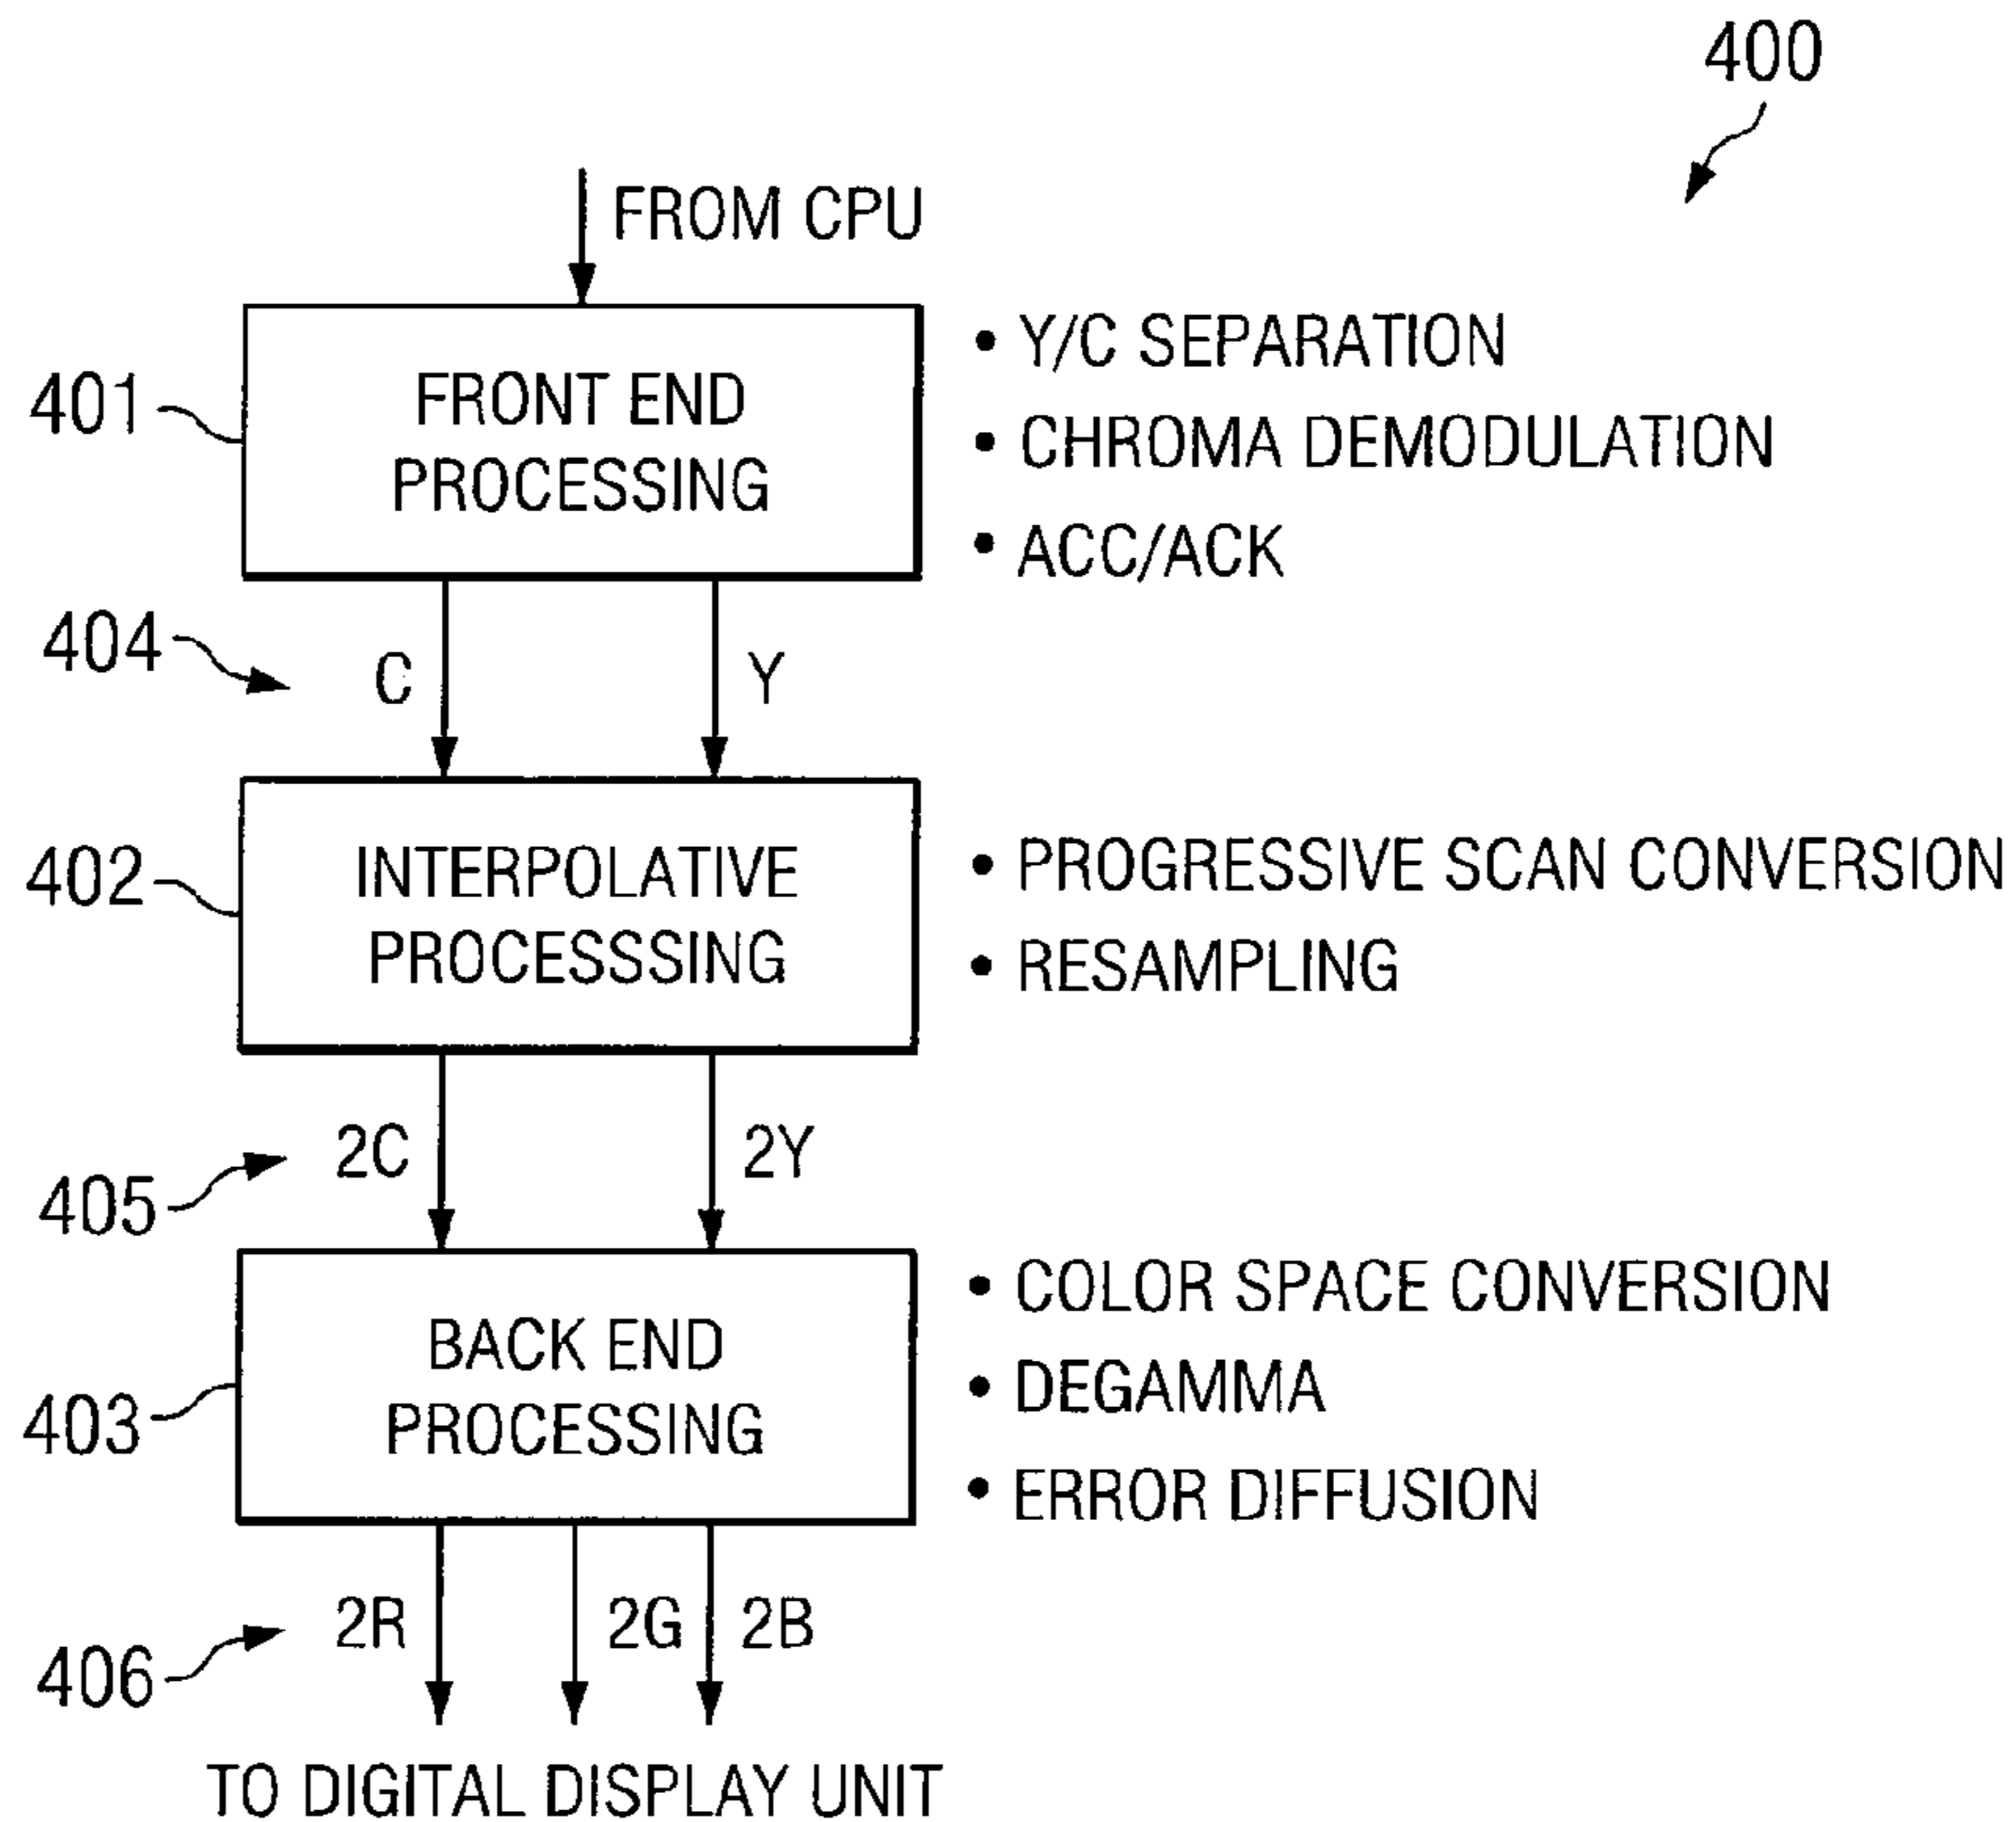 400
FROM CPU
401
FRONT END
PROCESSING
• Y/C SEPARATION
• CHROMA DEMODULATION
• ACC/ACK
404
C
Y
402
INTERPOLATIVE
PROCESSSING
• PROGRESSIVE SCAN CONVERSION
• RESAMPLING
405
2C
2Y
403
BACK END
PROCESSING
• COLOR SPACE CONVERSION
• DEGAMMA
• ERROR DIFFUSION
406
2R
2G
2B
TO DIGITAL DISPLAY UNIT